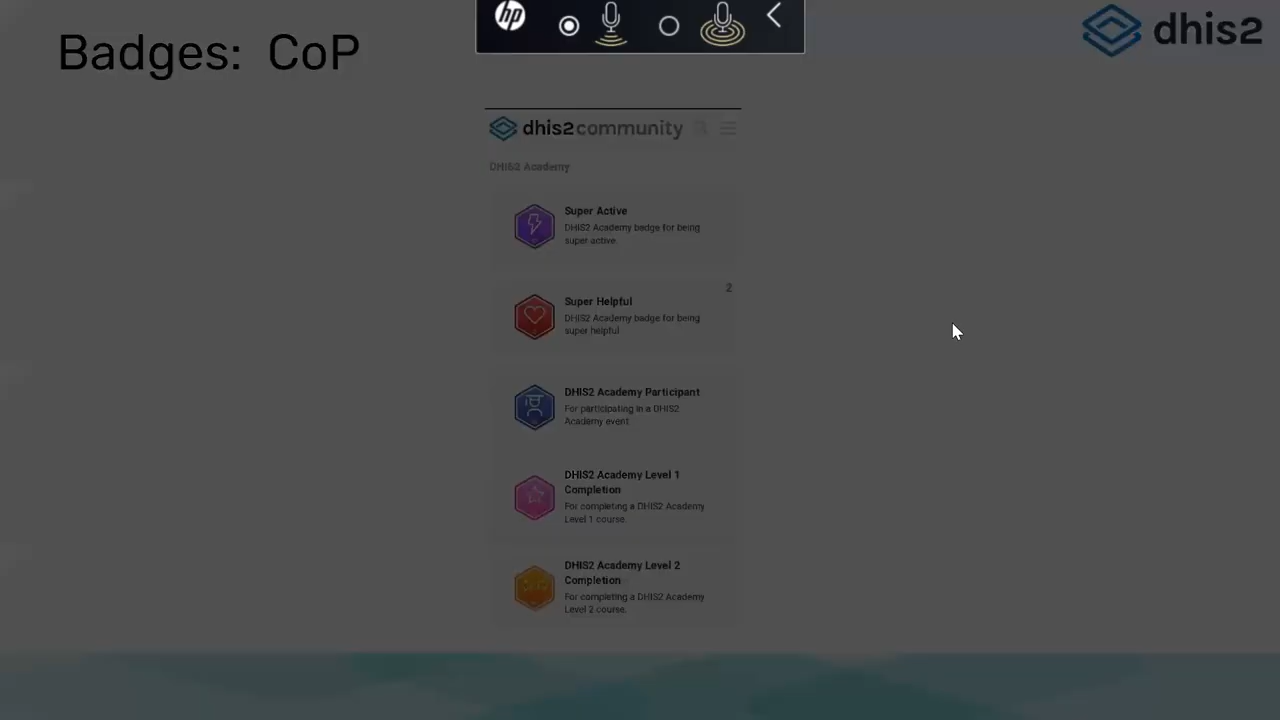 hp
Badges: CoP
dhis2
dhis2community
DHIS2 Academy
Super Active
DHIS2 Academy badge for being
super active.
2
Super Helpful
DHIS2 Academy badge for being
super helpful
DHIS2 Academy Participant
For participating in a DHIS2
Academy event
DHIS2 Academy Level 1
Completion
For completing a DHIS2 Academy
Level 1 course
DHIS2 Academy Level 2
Completion
For completing a DHIS2 Academy
Level 2 course.